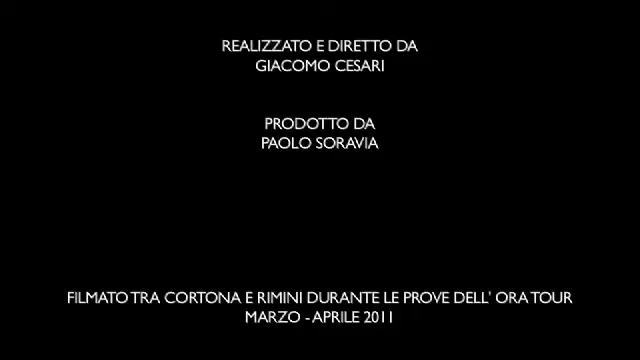 REALIZZATO E DIRETTO DA
GIACOMO CESARI
PRODOTTO DA
PAOLO SORAVIA
FILMATO TRA CORTONA E RIMINI DURANTE LE PROVE DELL' ORA TOUR
MARZO - APRILE 2011